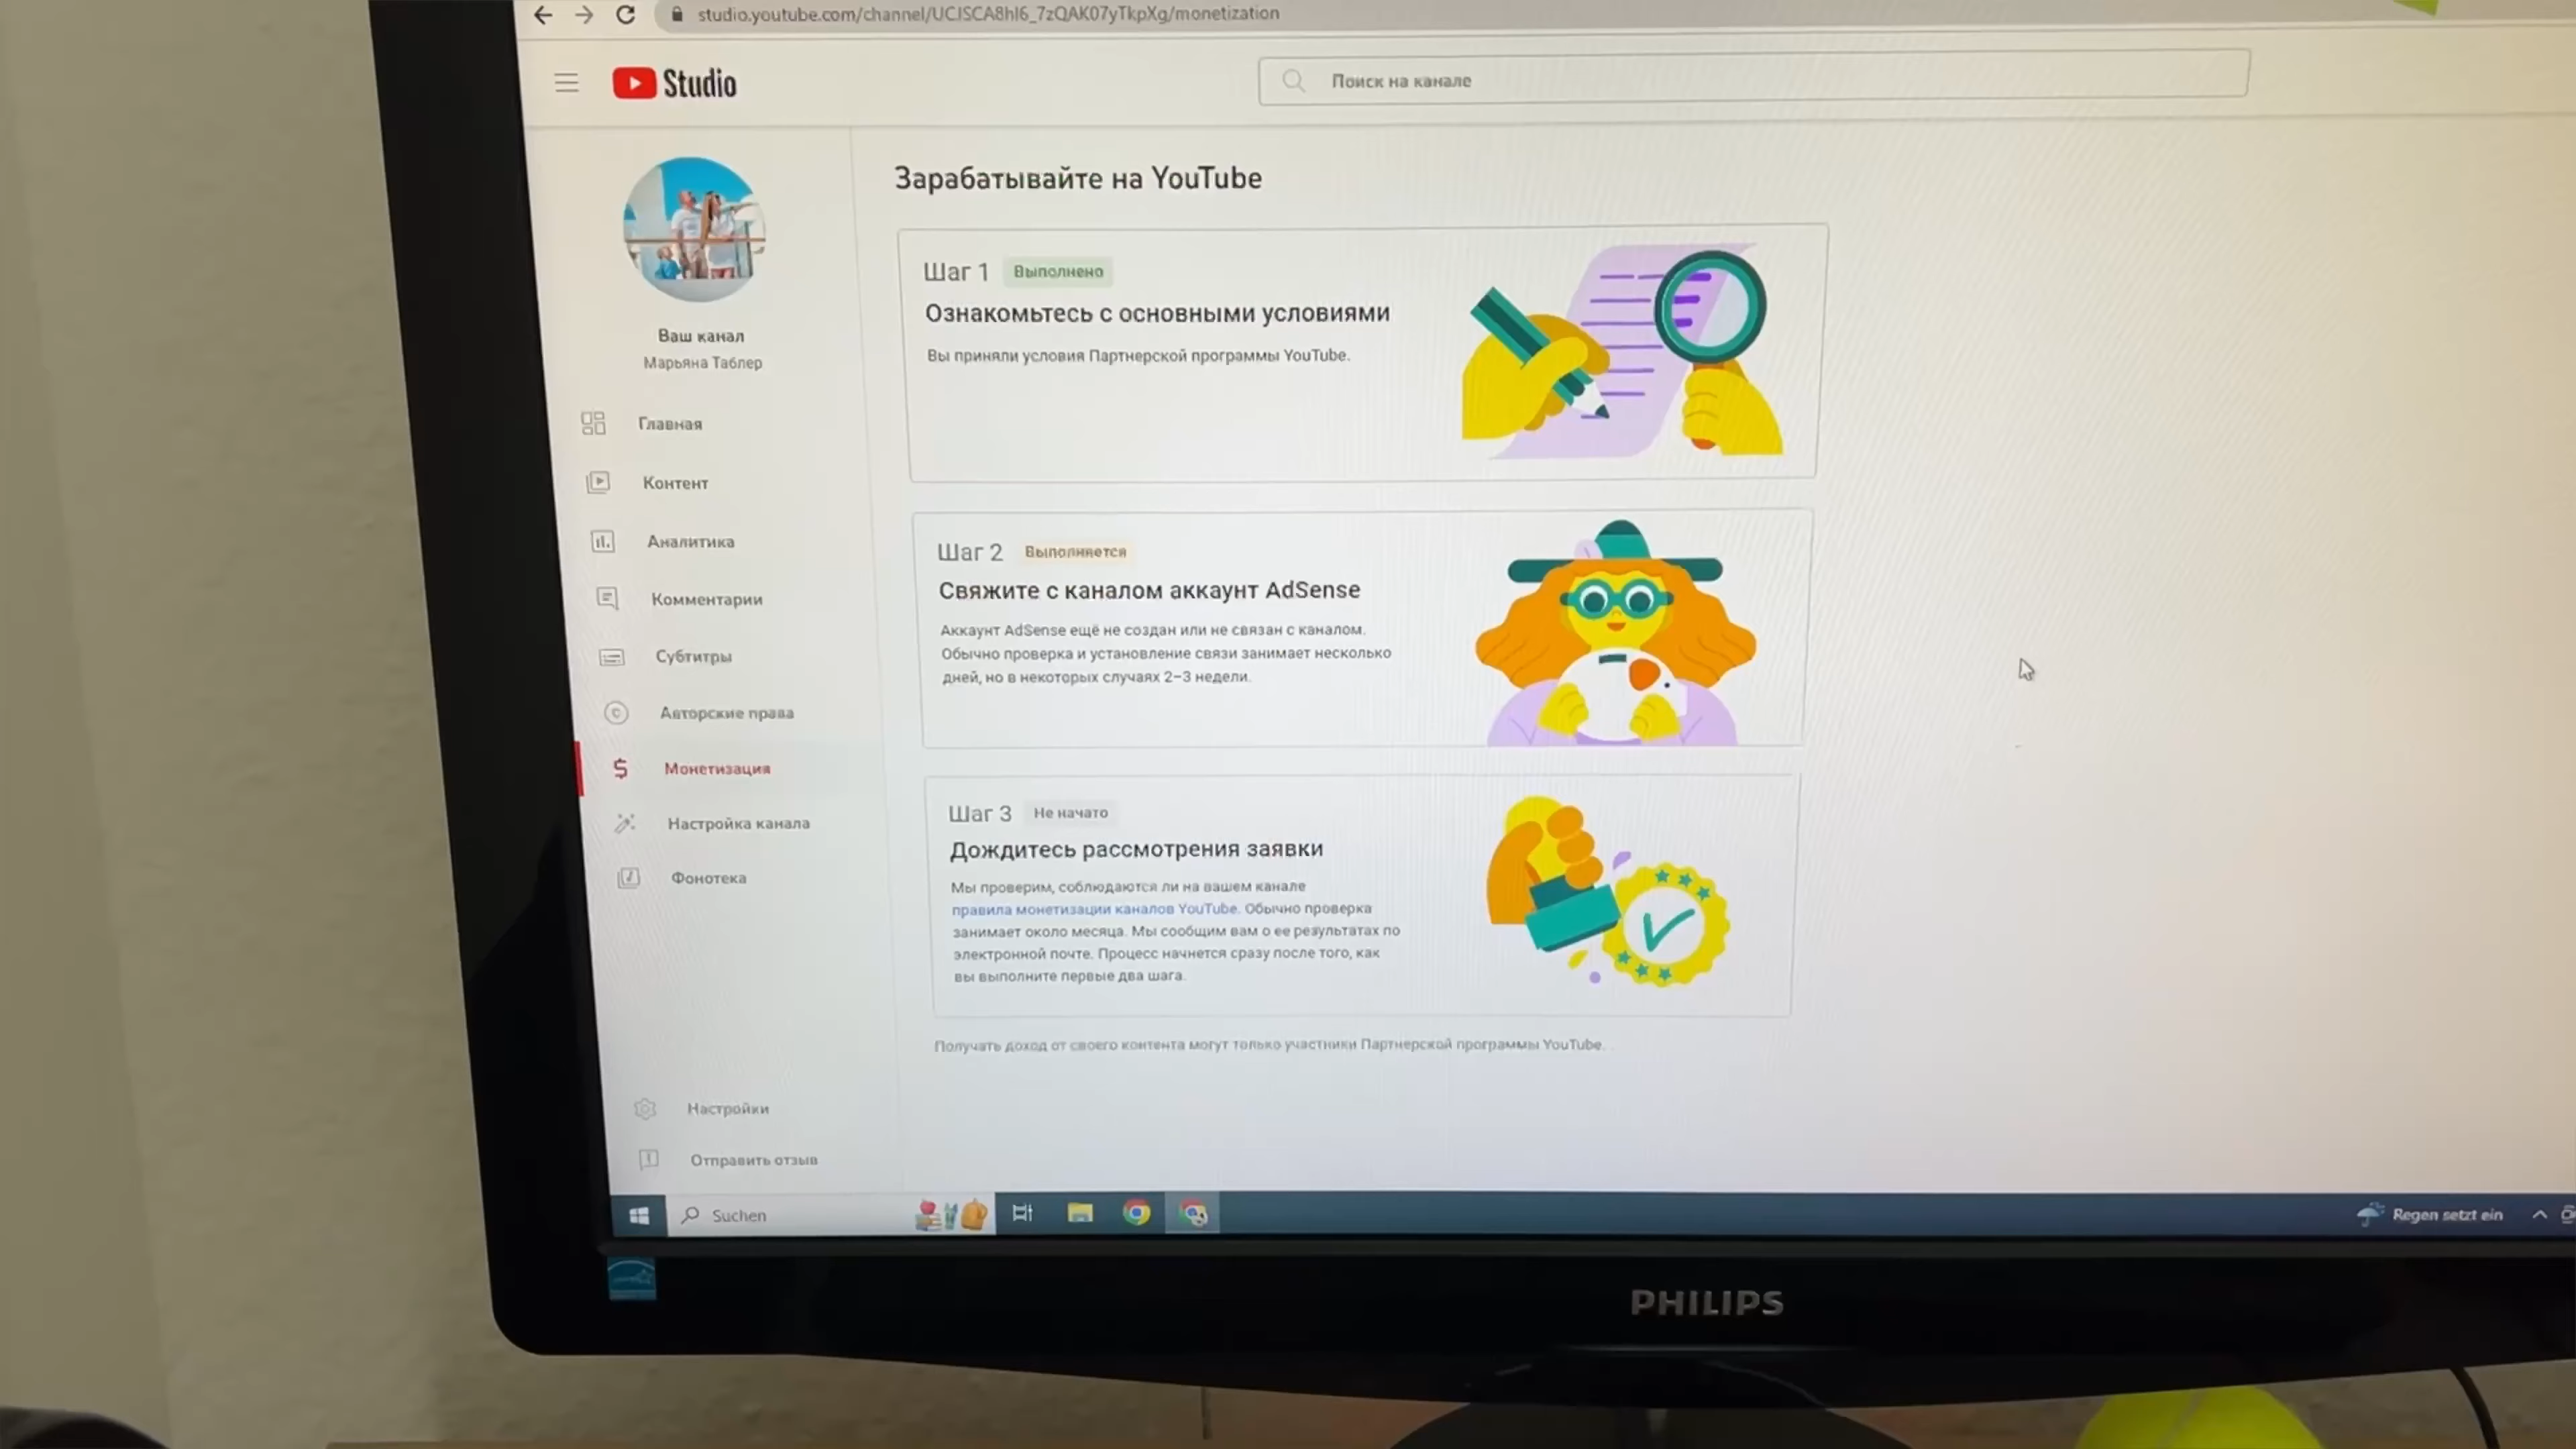 studio.youtube.com/channel/UCJSCA8hI6_7zQAK07yTkpXg/monetization
Studio
Поиск на канале
Зарабатывайте на YouTube
Ваш канал
Марьяна Таблер
Главная
Контент
Аналитика
Комментарии
Субтитры
Авторские права
$ Монетизация
Настройка канала
Фонотека
Настройки
Отправить отзыв
Шаг 1 Выполнено
Ознакомьтесь с основными условиями
Вы приняли условия Партнерской программы YouTube.
Шаг 2 Выполняется
Свяжите с каналом аккаунт AdSense
Аккаунт AdSense ещё не создан или не связан с каналом.
Обычно проверка и установление связи занимает несколько
дней, но в некоторых случаях 2–3 недели.
Шаг 3 Не начато
Дождитесь рассмотрения заявки
Мы проверим, соблюдаются ли на вашем канале
правила монетизации каналов YouTube. Обычно проверка
занимает около месяца. Мы сообщим вам о ее результатах по
электронной почте. Процесс начнется сразу после того, как
вы выполните первые два шага.
Получать доход от своего контента могут только участники Партнерской программы YouTube.
Suchen
Regen setzt ein
PHILIPS